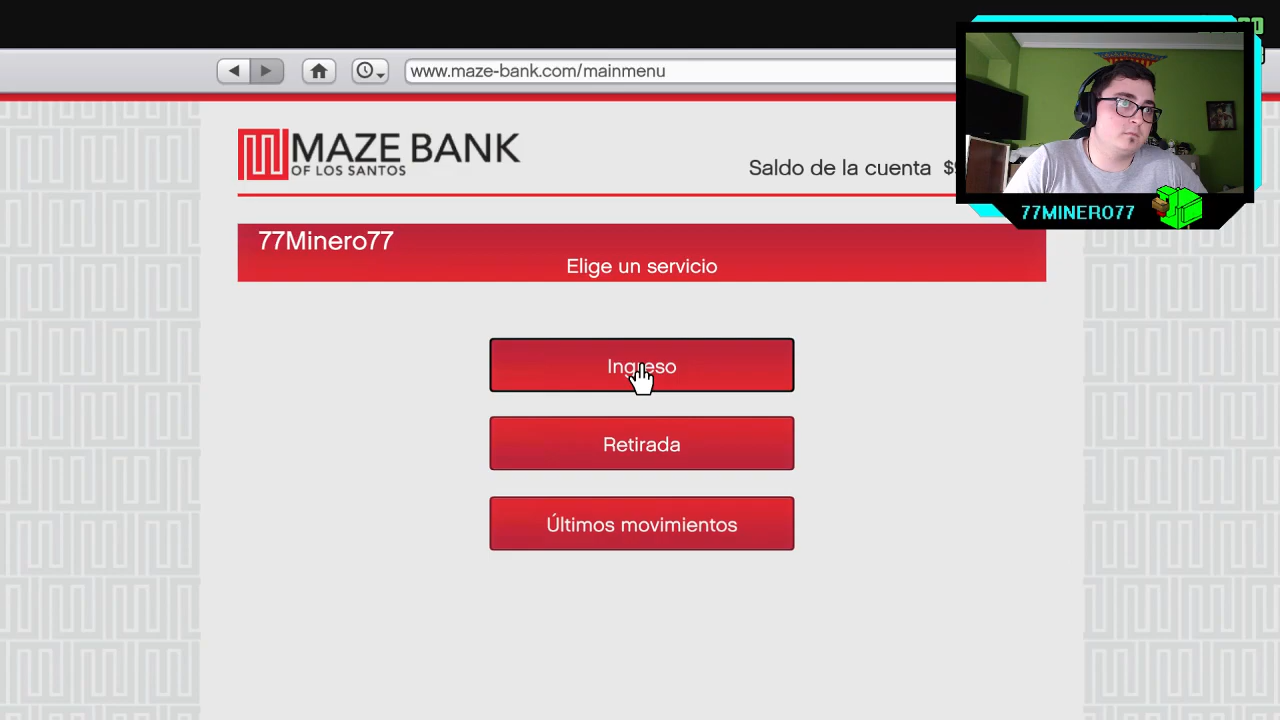 www.maze-bank.com/mainmenu
MAZE BANK
OF LOS SANTOS
Saldo de la cuenta
77MINERO77
77Minero77
Elige un servicio
Ingreso
Retirada
Últimos movimientos